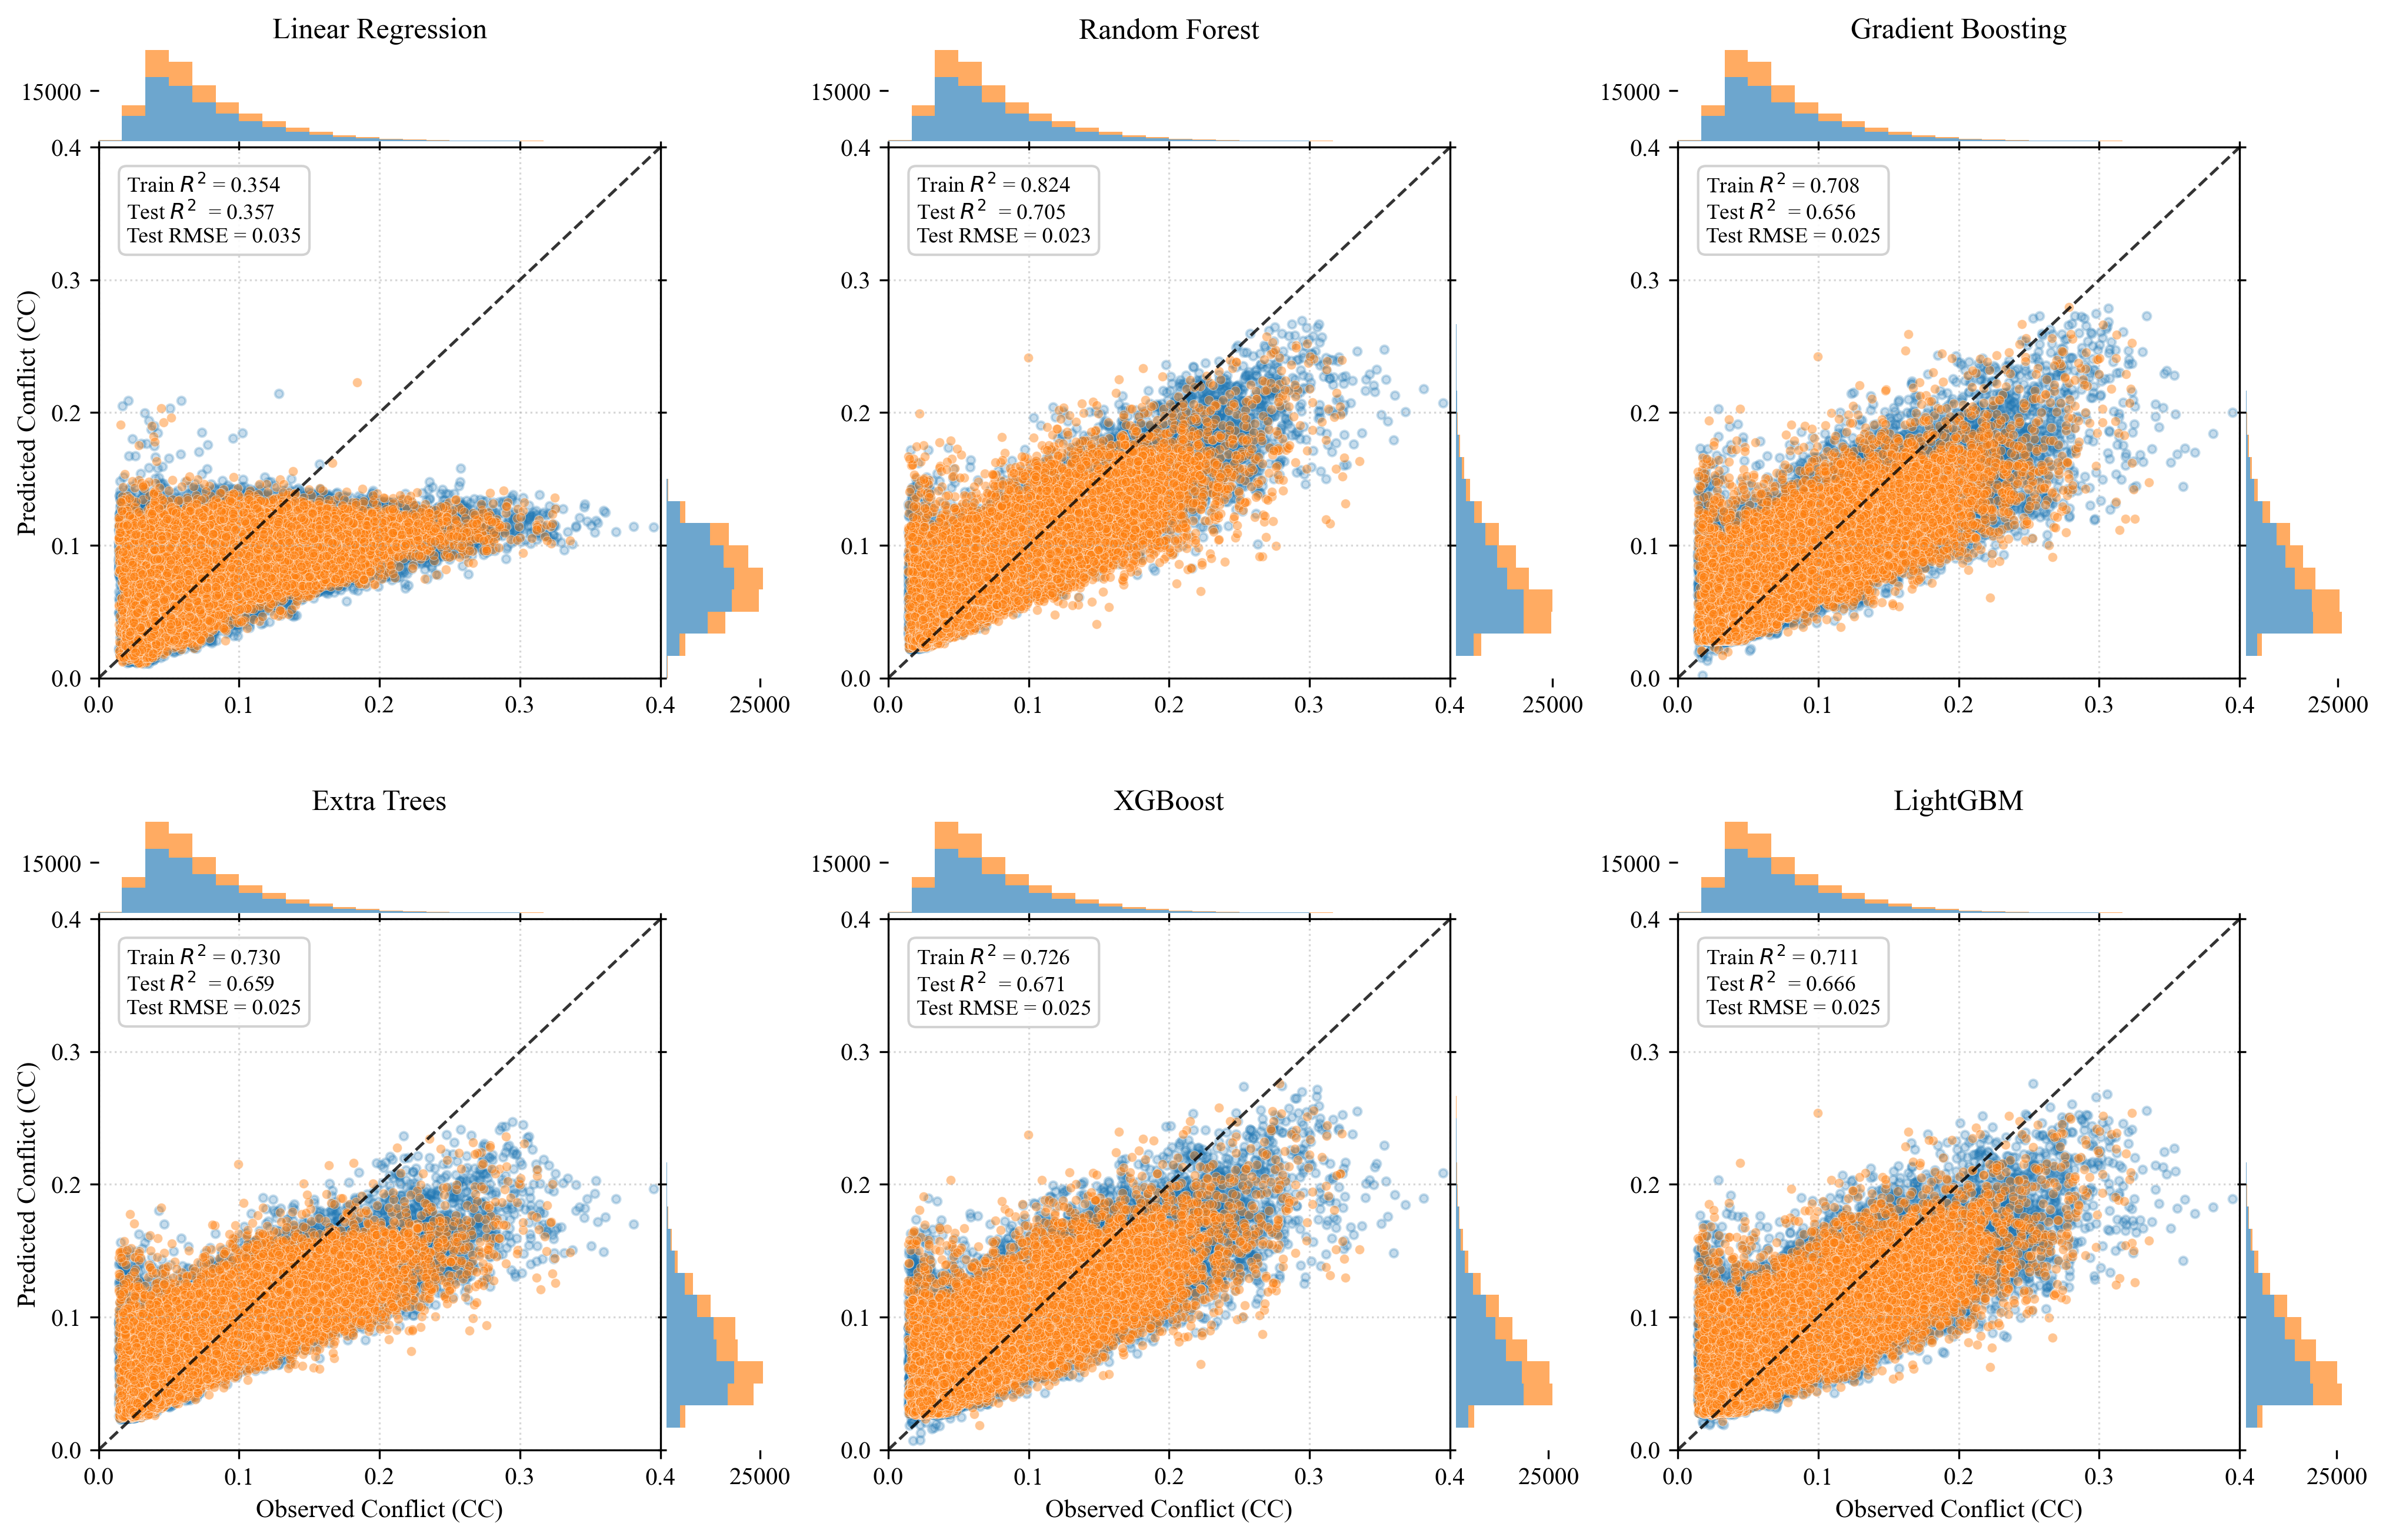 Linear Regression
15000
0.4
Train R² = 0.354
Test R² = 0.357
Test RMSE = 0.035
0.3
0.2
0.1
0.0
Predicted Conflict (CC)
0.0 0.1 0.2 0.3 0.4 25000
Random Forest
15000
0.4
Train R² = 0.824
Test R² = 0.705
Test RMSE = 0.023
0.3
0.2
0.1
0.0
0.0 0.1 0.2 0.3 0.4 25000
Gradient Boosting
15000
0.4
Train R² = 0.708
Test R² = 0.656
Test RMSE = 0.025
0.3
0.2
0.1
0.0
0.0 0.1 0.2 0.3 0.4 25000
Extra Trees
15000
0.4
Train R² = 0.730
Test R² = 0.659
Test RMSE = 0.025
0.3
0.2
0.1
0.0
Predicted Conflict (CC)
0.0 0.1 0.2 0.3 0.4 25000
Observed Conflict (CC)
XGBoost
15000
0.4
Train R² = 0.726
Test R² = 0.671
Test RMSE = 0.025
0.3
0.2
0.1
0.0
0.0 0.1 0.2 0.3 0.4 25000
Observed Conflict (CC)
LightGBM
15000
0.4
Train R² = 0.711
Test R² = 0.666
Test RMSE = 0.025
0.3
0.2
0.1
0.0
0.0 0.1 0.2 0.3 0.4 25000
Observed Conflict (CC)